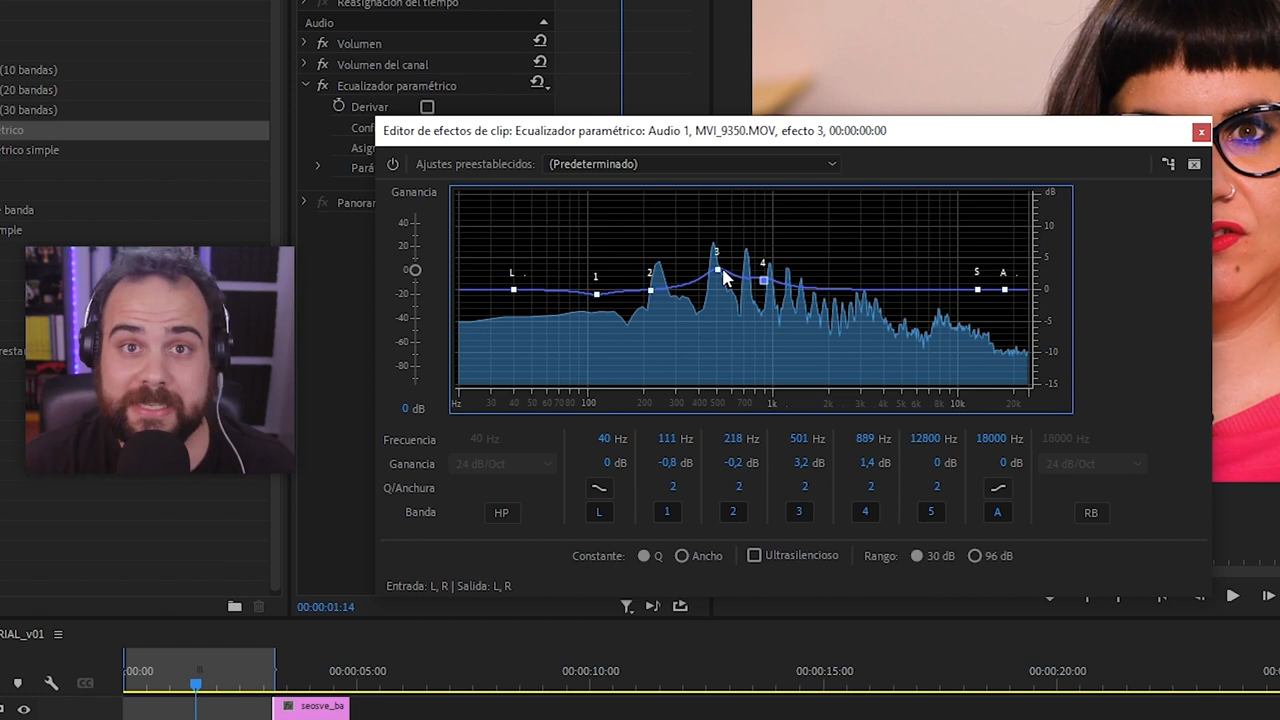 Reasignación del tiempo
Audio
fx Volumen
fx Volumen del canal
fx Ecualizador paramétrico
Derivar
(10 bandas)
(20 bandas)
(30 bandas)
trico
trico simple
banda
mple
Editor de efectos de clip: Ecualizador paramétrico: Audio 1, MVI_9350.MOV, efecto 3, 00:00:00:00
x
Conf
Asig
Pará
fx Panorar
Ajustes preestablecidos: (Predeterminado)
Ganancia
40
20
0
-20
-40
-60
-80
0 dB
L
1
2
3
4
S
A
dB
10
5
0
-5
-10
-15
Hz 30 40 50 60 70 80 100 200 300 400 500 700 1k 2k 3k 4k 5k 6k 8k 10k 20k
Frecuencia 40 Hz 40 Hz 111 Hz 218 Hz 501 Hz 889 Hz 12800 Hz 18000 Hz 18000 Hz
Ganancia 24 dB/Oct 0 dB -0,8 dB -0,2 dB 3,2 dB 1,4 dB 0 dB 0 dB 24 dB/Oct
Q/Anchura 2 2 2 2 2
Banda HP L 1 2 3 4 5 A RB
Constante: Q Ancho Ultrasilencioso Rango: 30 dB 96 dB
Entrada: L, R | Salida: L, R
00:00:01:14
RIAL_v01
:00:00 00:00:05:00 00:00:10:00 00:00:15:00 00:00:20:00 00:0
CC
seosve_ba